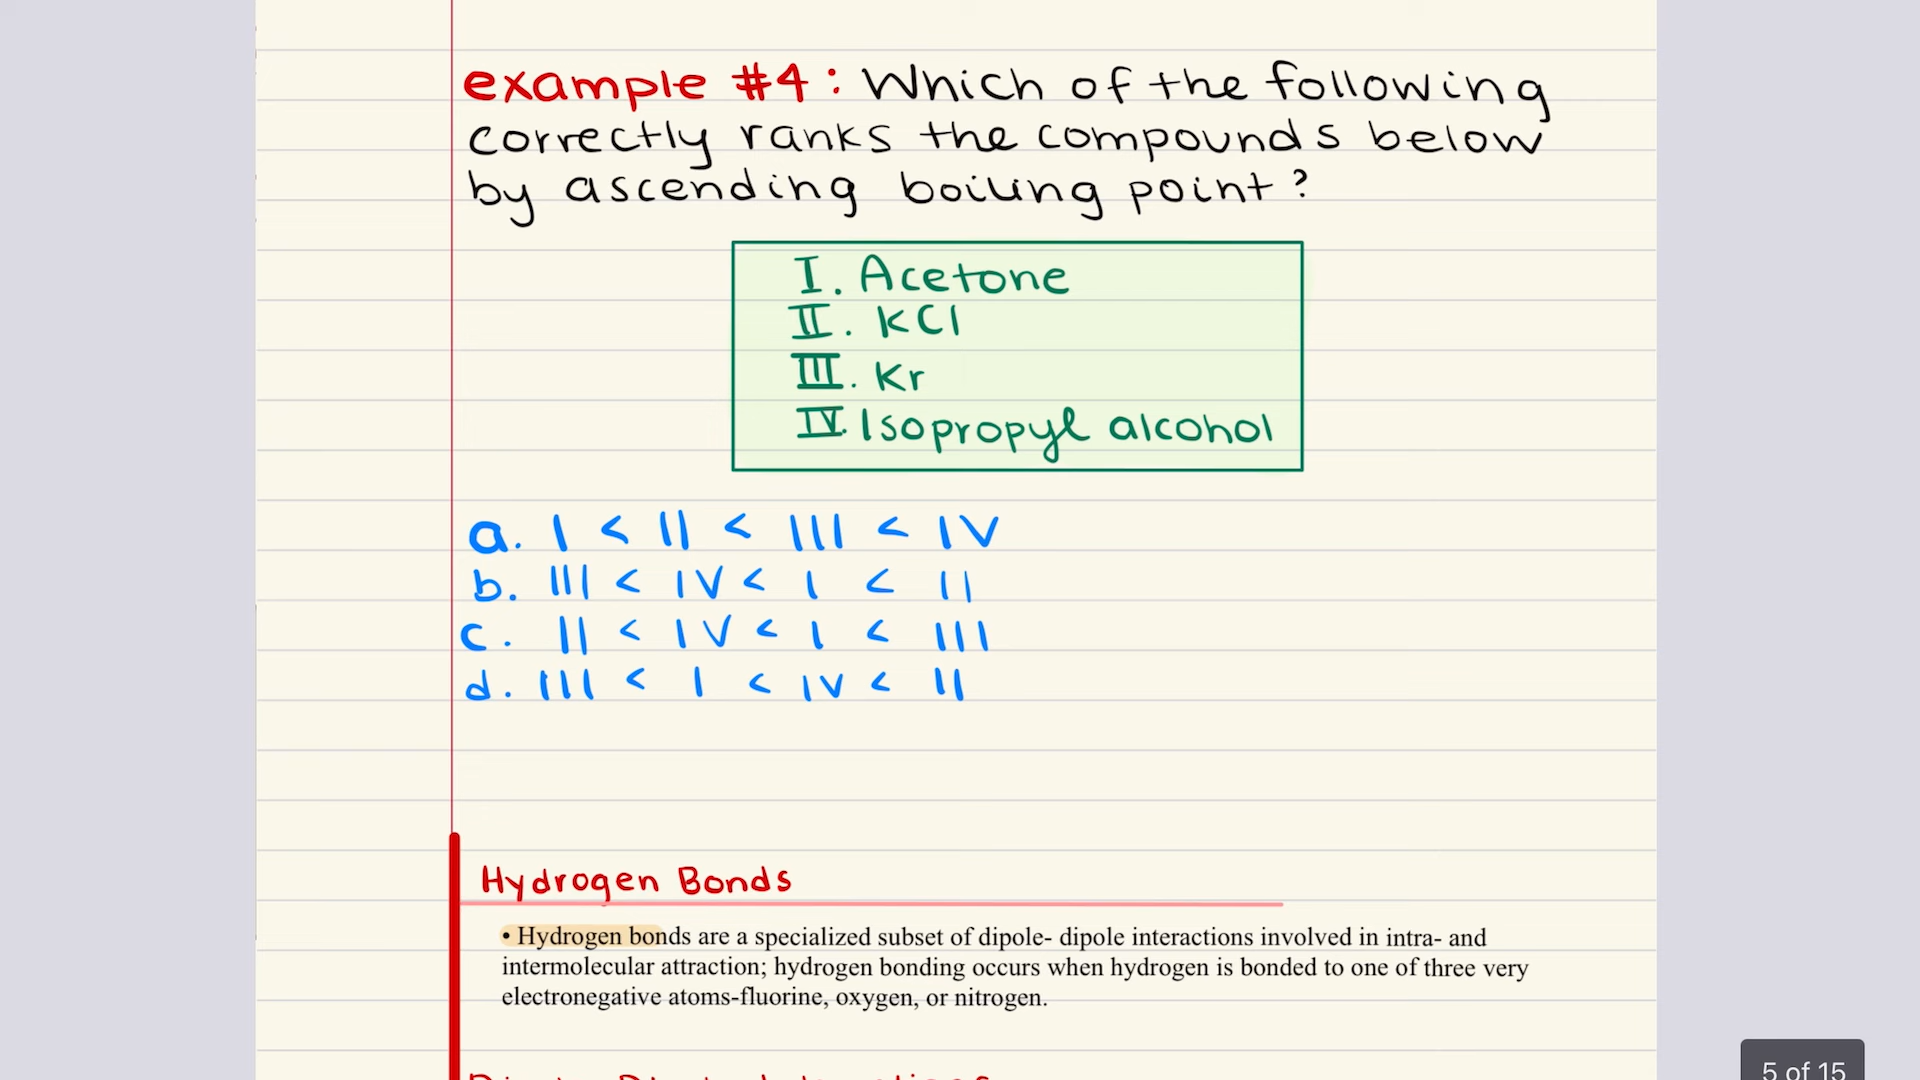 example #4: Which of the following
correctly ranks the compounds below
by ascending boiling point?
I. Acetone
II. KCl
III. Kr
IV. Isopropyl alcohol
a. I < II < III < IV
b. III < IV < I < II
c. II < IV < I < III
d. III < I < IV < II
Hydrogen Bonds
• Hydrogen bonds are a specialized subset of dipole- dipole interactions involved in intra- and
intermolecular attraction; hydrogen bonding occurs when hydrogen is bonded to one of three very
electronegative atoms-fluorine, oxygen, or nitrogen.
5 of 15